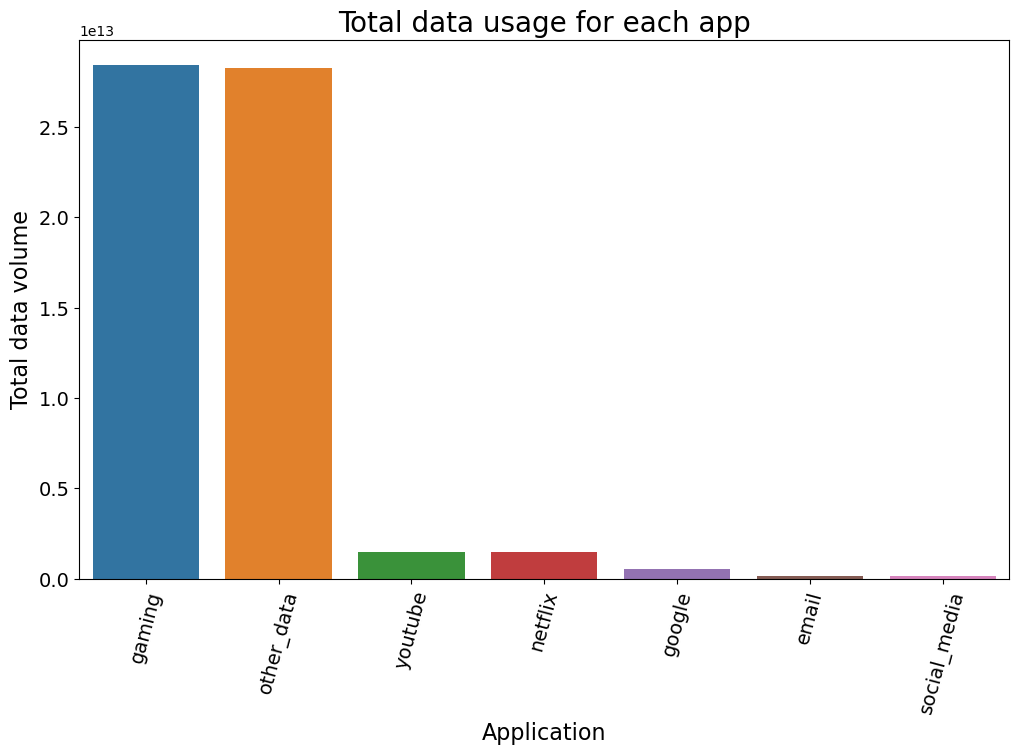 Total data usage for each app
1e13
2.5
2.0
1.5
1.0
0.5
0.0
Total data volume
gaming
other_data
youtube
netflix
google
email
social_media
Application